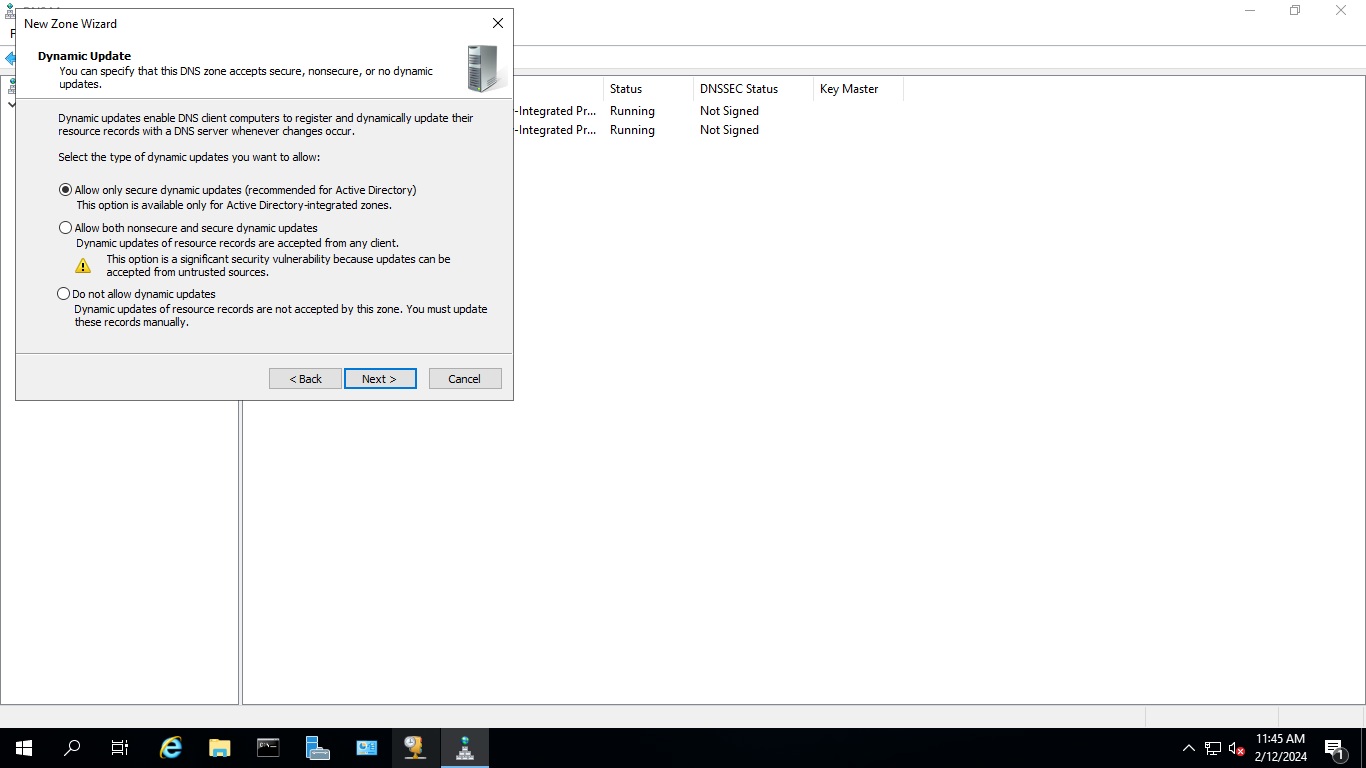 New Zone Wizard
Dynamic Update
You can specify that this DNS zone accepts secure, nonsecure, or no dynamic
updates.
Status
DNSSEC Status
Key Master
-Integrated Pr...
Running
Not Signed
-Integrated Pr...
Running
Not Signed
Dynamic updates enable DNS client computers to register and dynamically update their
resource records with a DNS server whenever changes occur.
Select the type of dynamic updates you want to allow:
Allow only secure dynamic updates (recommended for Active Directory)
This option is available only for Active Directory-integrated zones.
Allow both nonsecure and secure dynamic updates
Dynamic updates of resource records are accepted from any client.
This option is a significant security vulnerability because updates can be
accepted from untrusted sources.
Do not allow dynamic updates
Dynamic updates of resource records are not accepted by this zone. You must update
these records manually.
< Back
Next >
Cancel
11:45 AM
2/12/2024
1